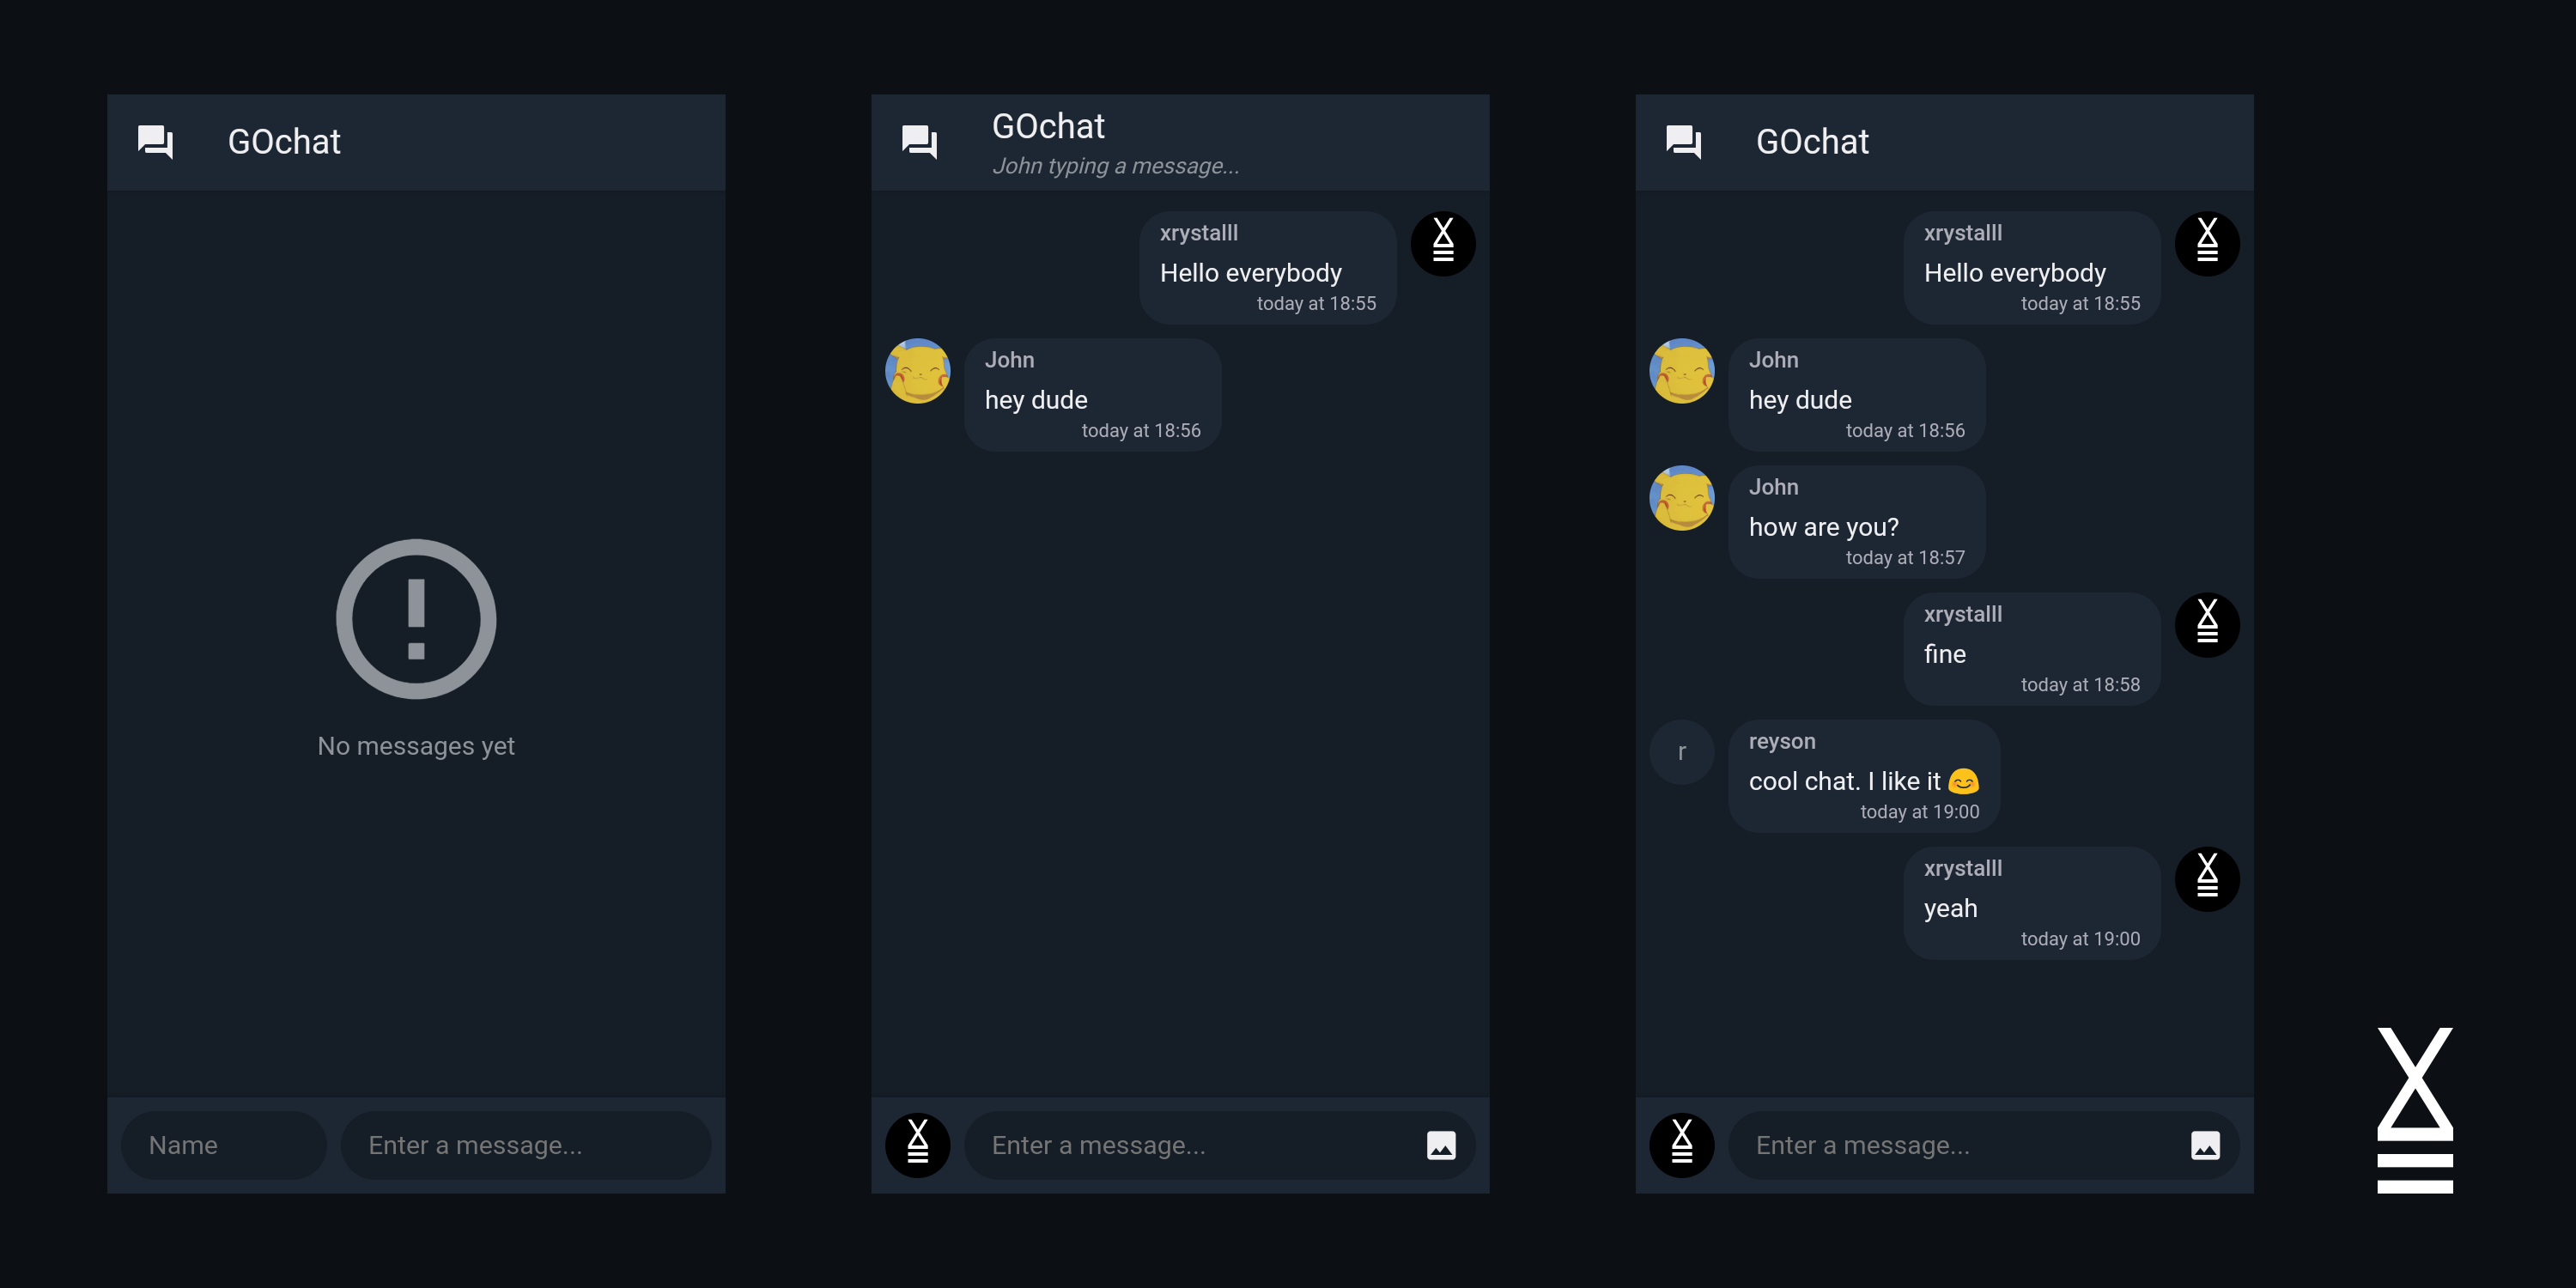 GOchat
No messages yet
Name
Enter a message...
GOchat
John typing a message...
xrystalll
Hello everybody
today at 18:55
John
hey dude
today at 18:56
Enter a message...
GOchat
xrystalll
Hello everybody
today at 18:55
John
hey dude
today at 18:56
John
how are you?
today at 18:57
xrystalll
fine
today at 18:58
r
reyson
cool chat. I like it 😊
today at 19:00
xrystalll
yeah
today at 19:00
Enter a message...